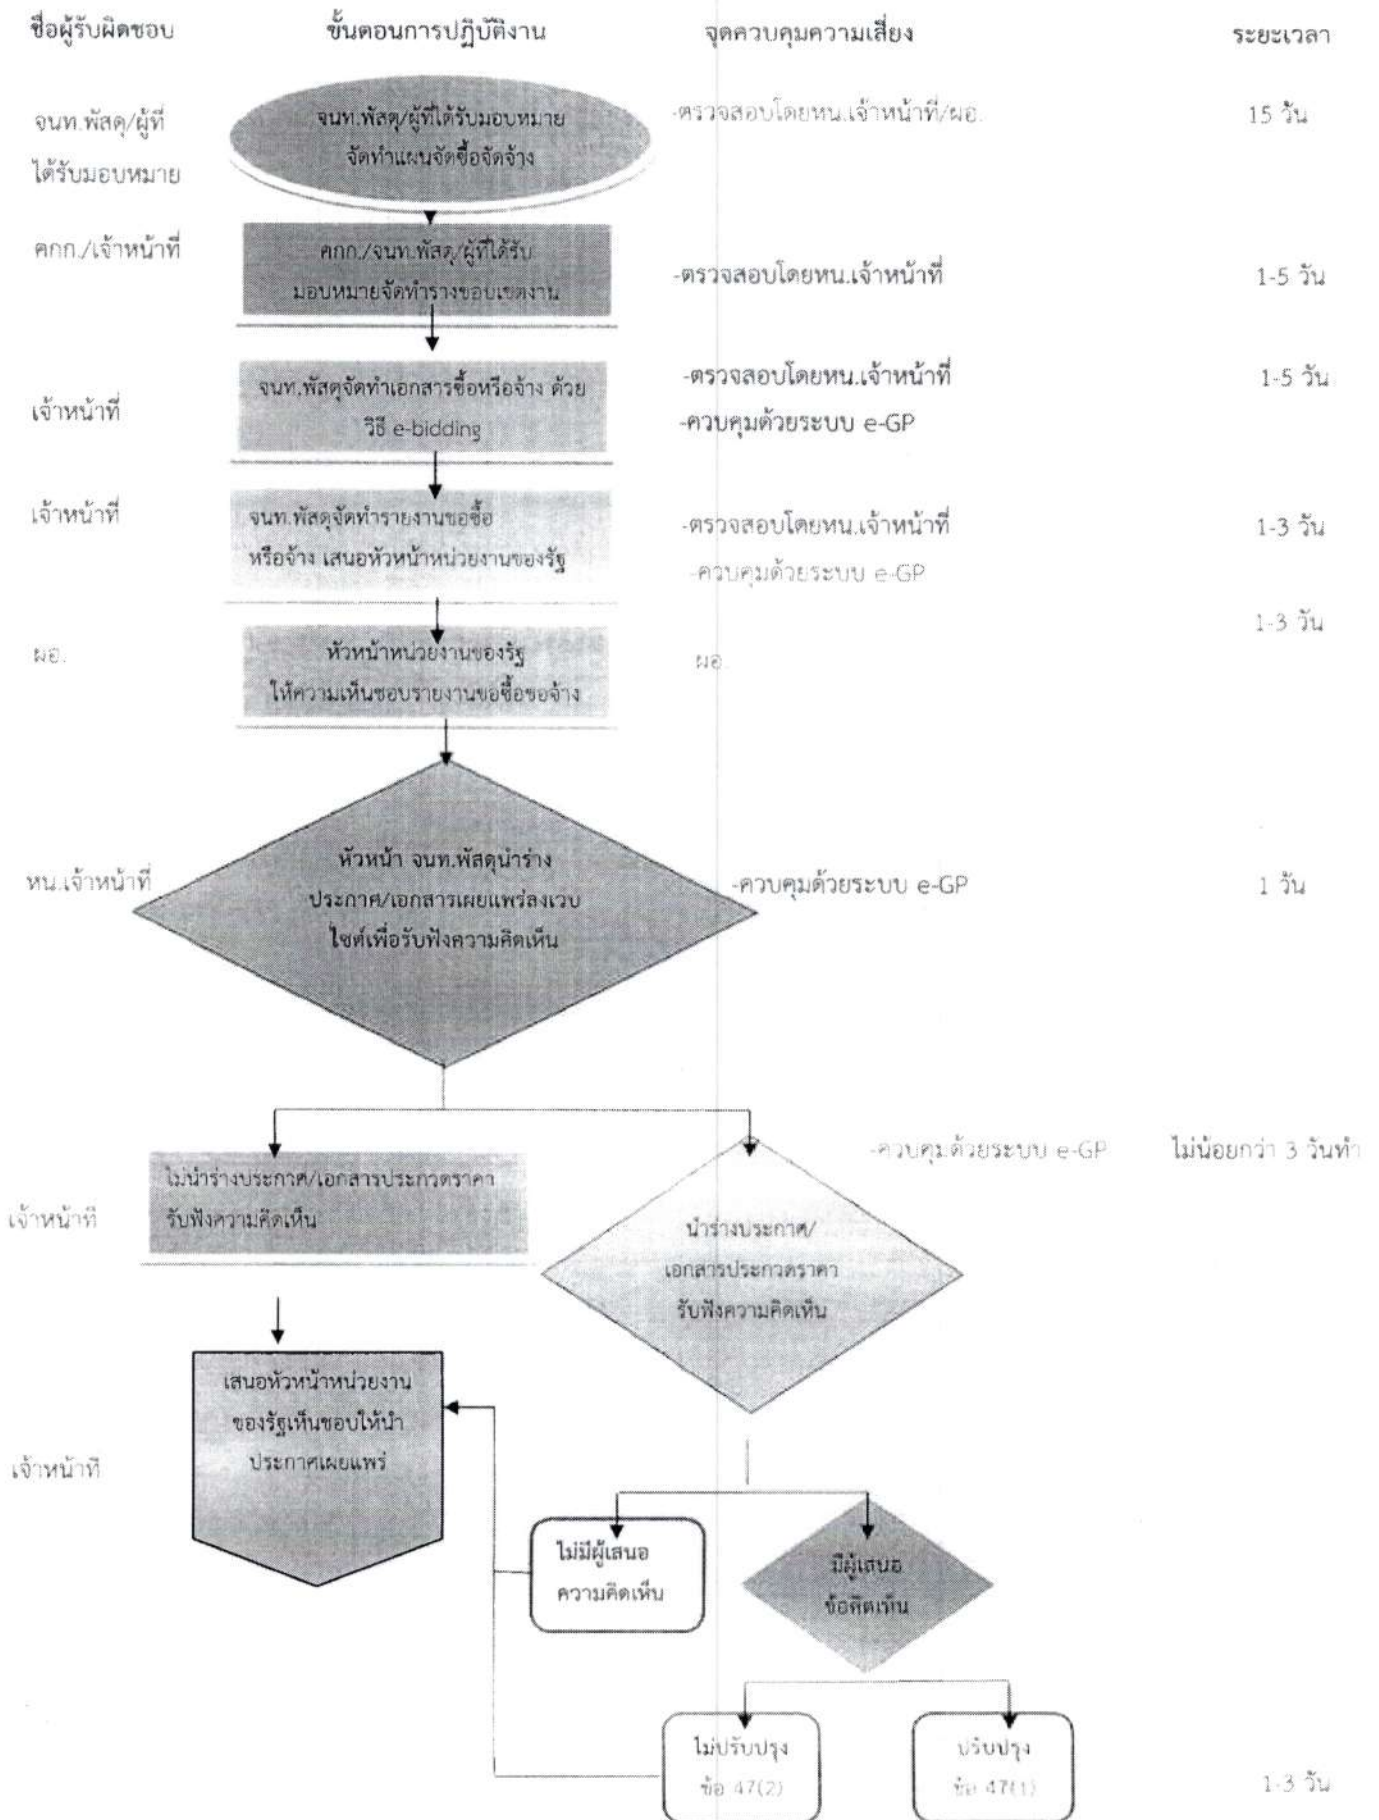 ชื่อผู้รับผิดชอบ ขั้นตอนการปฏิบัติงาน จุดควบคุมความเสี่ยง ระยะเวลา
จนท.พัสดุ/ผู้ที่
ได้รับมอบหมาย
จนท.พัสดุ/ผู้ที่ได้รับมอบหมาย
จัดทำแผนจัดซื้อจัดจ้าง
-ตรวจสอบโดยหน.เจ้าหน้าที่/ผอ.
15 วัน
คกก./เจ้าหน้าที่
คกก./จนท.พัสดุ/ผู้ที่ได้รับ
มอบหมายจัดทำรางขอบเขตงาน
-ตรวจสอบโดยหน.เจ้าหน้าที่
1-5 วัน
เจ้าหน้าที่
จนท.พัสดุจัดทำเอกสารซื้อหรือจ้าง ด้วย
วิธี e-bidding
-ตรวจสอบโดยหน.เจ้าหน้าที่
-ควบคุมด้วยระบบ e-GP
1-5 วัน
เจ้าหน้าที่
จนท.พัสดุจัดทำรายงานขอซื้อ
หรือจ้าง เสนอหัวหน้าหน่วยงานของรัฐ
-ตรวจสอบโดยหน.เจ้าหน้าที่
-ควบคุมด้วยระบบ e-GP
1-3 วัน
ผอ.
หัวหน้าหน่วยงานของรัฐ
ให้ความเห็นชอบรายงานขอซื้อขอจ้าง
ผอ.
1-3 วัน
หน.เจ้าหน้าที่
หัวหน้า จนท.พัสดุนำร่าง
ประกาศ/เอกสารเผยแพร่ลงเวบ
ไซต์เพื่อรับฟังความคิดเห็น
-ควบคุมด้วยระบบ e-GP
1 วัน
เจ้าหน้าที่
ไม่นำร่างประกาศ/เอกสารประกวดราคา
รับฟังความคิดเห็น
นำร่างประกาศ/
เอกสารประกวดราคา
รับฟังความคิดเห็น
-ควบคุมด้วยระบบ e-GP
ไม่น้อยกว่า 3 วันทำ
เจ้าหน้าที่
เสนอหัวหน้าหน่วยงาน
ของรัฐเห็นชอบให้นำ
ประกาศเผยแพร่
ไม่มีผู้เสนอ
ความคิดเห็น
มีผู้เสนอ
ข้อคิดเห็น
ไม่ปรับปรุง
ข้อ 47(2)
ปรับปรุง
ข้อ 47(1)
1-3 วัน